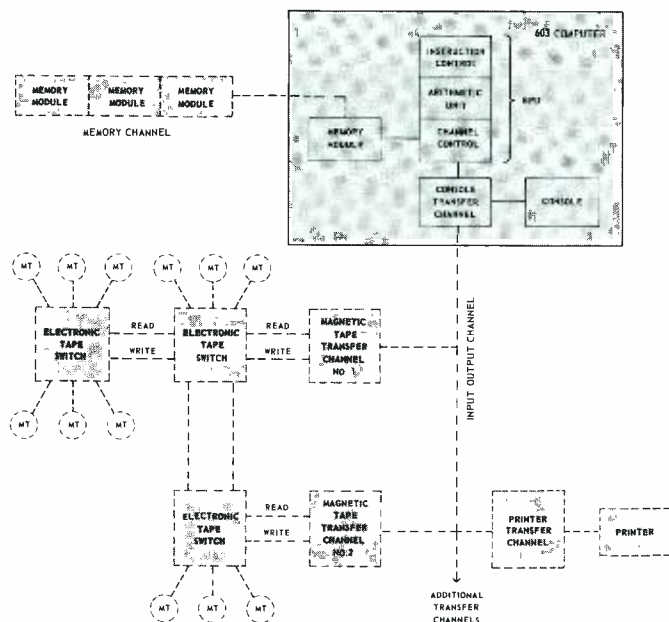 603 COMPUTER
INSTRUCTION
CONTROL
ARITHMETIC
UNIT
CHANNEL
CONTROL
MEMORY
MODULE
MEMORY
MODULE
MEMORY
MODULE
MEMORY CHANNEL
MEMORY
MODULE
CONSOLE
TRANSFER
CHANNEL
CONSOLE
MT
MT
MT
MT
MT
MT
ELECTRONIC
TAPE
SWITCH
READ
WRITE
ELECTRONIC
TAPE
SWITCH
READ
WRITE
MAGNETIC
TAPE
TRANSFER
CHANNEL
NO 1
INPUT OUTPUT CHANNEL
MT
MT
MT
ELECTRONIC
TAPE
SWITCH
READ
WRITE
MAGNETIC
TAPE
TRANSFER
CHANNEL
NO.2
PRINTER
TRANSFER
CHANNEL
PRINTER
MT
MT
MT
ADDITIONAL
TRANSFER
CHANNELS